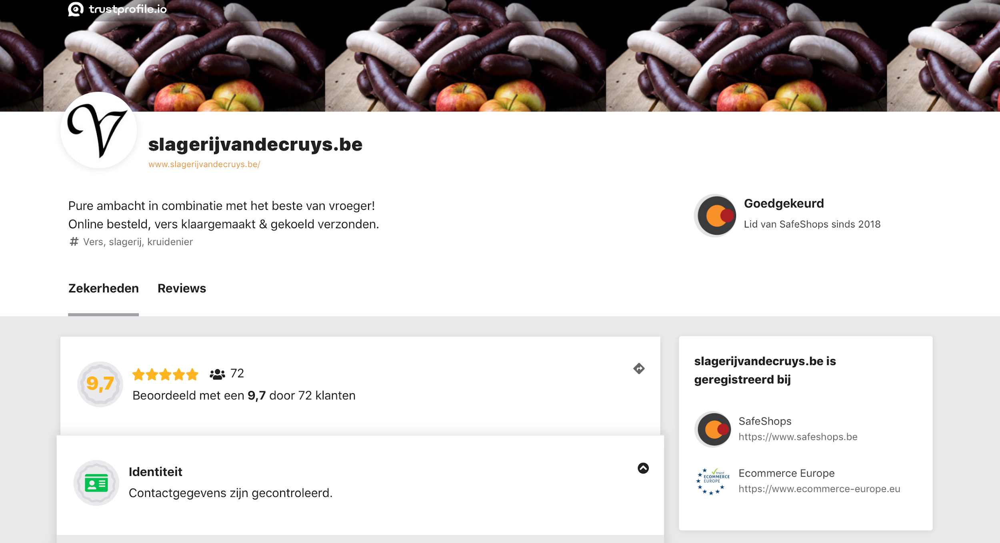 trustprofile.io
V
slagerijvandecruys.be
www.slagerijvandecruys.be/
Pure ambacht in combinatie met het beste van vroeger!
Online besteld, vers klaargemaakt & gekoeld verzonden.
# Vers, slagerij, kruidenier
Goedgekeurd
Lid van SafeShops sinds 2018
Zekerheden Reviews
9,7
72
Beoordeeld met een 9,7 door 72 klanten
Identiteit
Contactgegevens zijn gecontroleerd.
slagerijvandecruys.be is
geregistreerd bij
SafeShops
https://www.safeshops.be
trust
ECOMMERCE
EUROPE
Ecommerce Europe
https://www.ecommerce-europe.eu